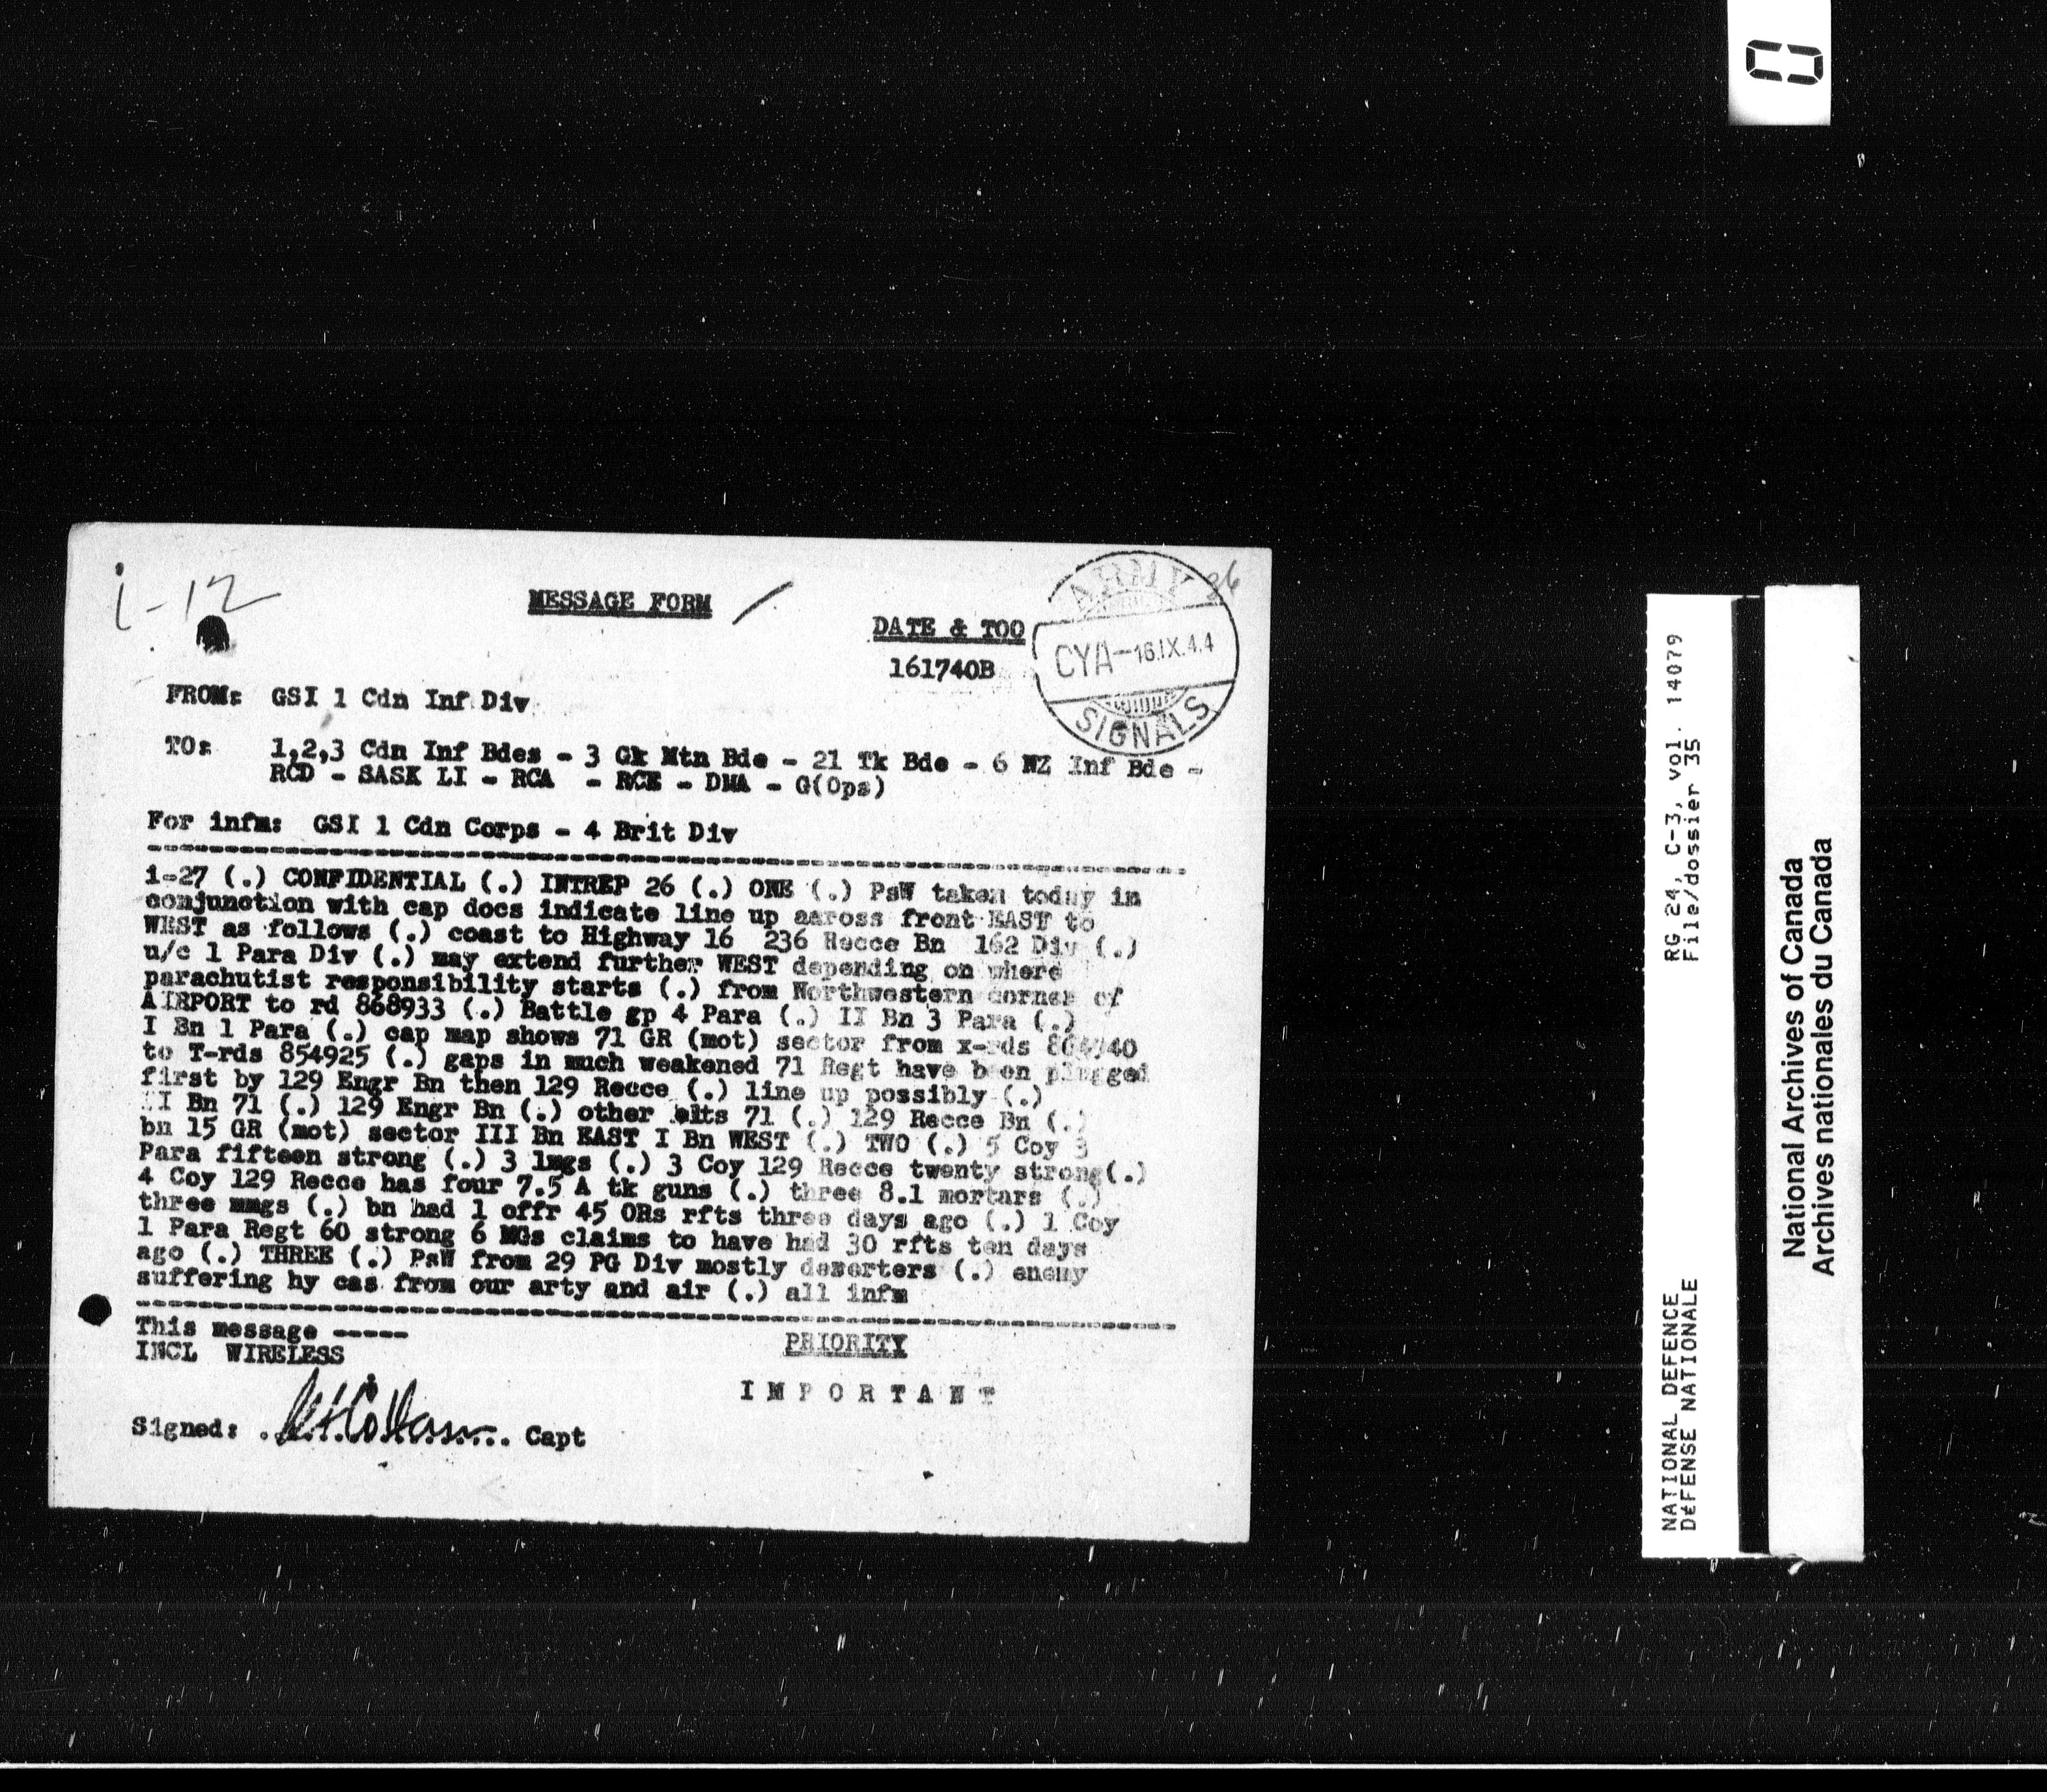 i-12
MESSAGE FORM
36
DATE & TOO
161740B
ARMY
CYA-16.IX.44
SIGNALS
FROM: GSI 1 Cdn Inf Div
TO: 1,2,3 Cdn Inf Bdes - 3 Gk Mtn Bde - 21 Tk Bde - 6 NZ Inf Bde -
RCD - SASK LI - RCA - RCE - DMA - G(Ops)
For infm: GSI 1 Cdn Corps - 4 Brit Div
i-27 (.) CONFIDENTIAL (.) INTREP 26 (.) ONE (.) PsW taken today in
conjunction with cap docs indicate line up aaross front EAST to
WEST as follows (.) coast to Highway 16 236 Recce Bn 162 Div (.)
u/c 1 Para Div (.) may extend further WEST depending on where
parachutist responsibility starts (.) from Northwestern corner of
AIRPORT to rd 868933 (.) Battle gp 4 Para (.) II Bn 3 Para (.)
I Bn 1 Para (.) cap map shows 71 GR (mot) sector from x-rds
to T-rds 854925 (.) gaps in much weakened 71 Regt have been plugged
first by 129 Engr Bn then 129 Recce (.) line up possibly (.)
Bn 71 (.) 129 Engr Bn (.) other elts 71 (.) 129 Recce Bn (.)
bn 15 GR (mot) sector III Bn EAST I Bn WEST (.) TWO (.) 5 Coy 3
Para fifteen strong (.) 3 lmgs (.) 3 Coy 129 Recce twenty strong(.)
4 Coy 129 Recce has four 7.5 A tk guns (.) three 8.1 mortars (.)
three mmgs (.) bn had 1 offr 45 ORs rfts three days ago (.) 1 Coy
1 Para Regt 60 strong 6 MGs claims to have had 30 rfts ten days
ago (.) THREE (.) PsW from 29 PG Div mostly deserters (.) enemy
suffering hy cas from our arty and air (.) all infm
This message -----
INCL WIRELESS
PRIORITY
IMPORTANT
Signed: Capt
RG 24, C-3, vol. 14079
File/dossier 35
NATIONAL DEFENCE
DéFENSE NATIONALE
National Archives of Canada
Archives nationales du Canada